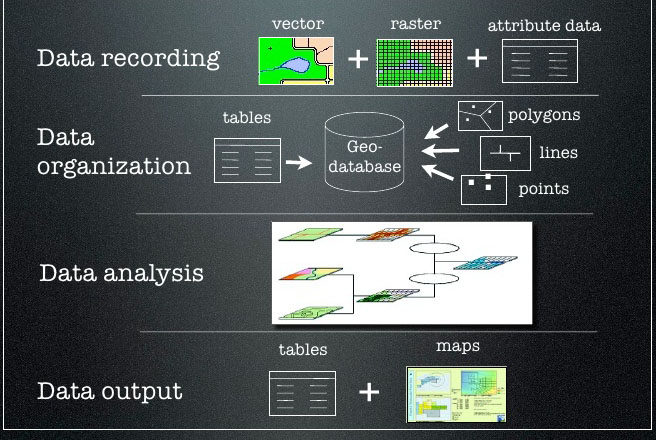 vector
raster
attribute data
Data recording
tables
polygons
Data
organization
Geo-
database
lines
points
Data analysis
tables
maps
Data output